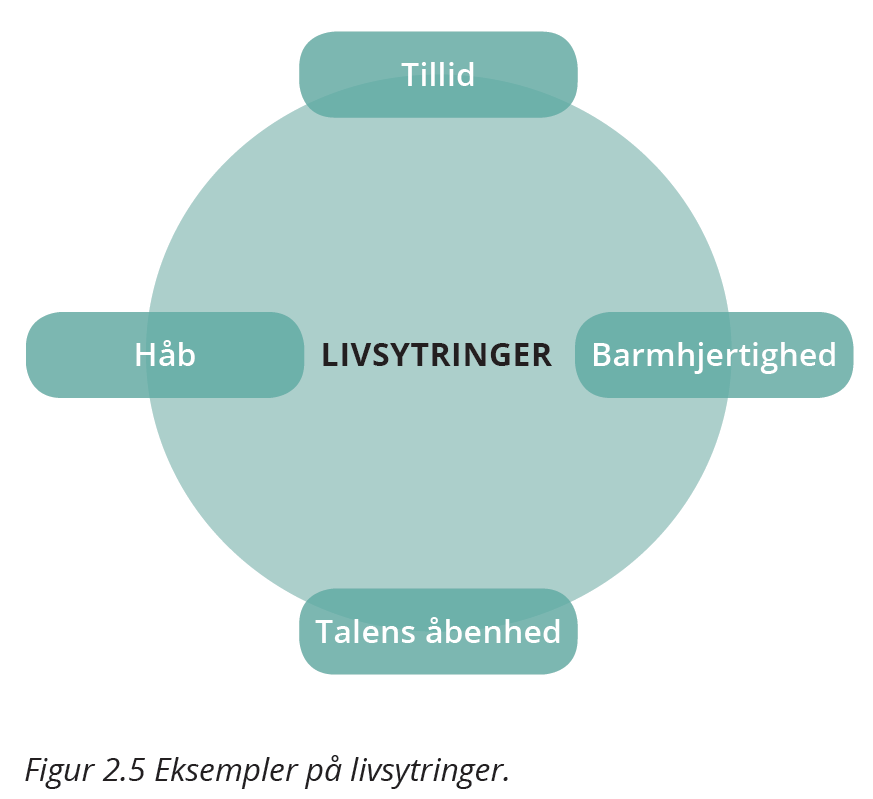 Tillid
Håb
LIVSYTRINGER
Barmhjertighed
Talens åbenhed
Figur 2.5 Eksempler på livsytringer.